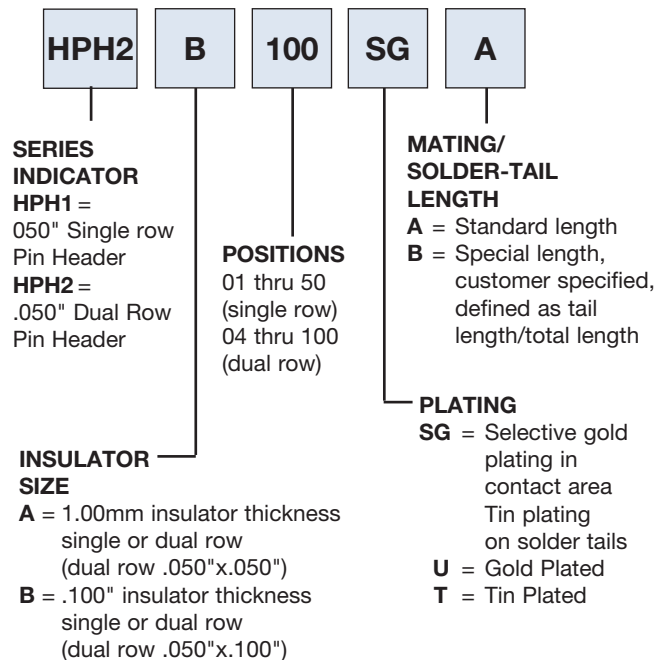 HPH2 B 100 SG A
SERIES
INDICATOR
HPH1 =
050" Single row
Pin Header
HPH2 =
.050" Dual Row
Pin Header
POSITIONS
01 thru 50
(single row)
04 thru 100
(dual row)
MATING/
SOLDER-TAIL
LENGTH
A = Standard length
B = Special length,
customer specified,
defined as tail
length/total length
INSULATOR
SIZE
A = 1.00mm insulator thickness
single or dual row
(dual row .050"x.050")
B = .100" insulator thickness
single or dual row
(dual row .050"x.100")
PLATING
SG = Selective gold
plating in
contact area
Tin plating
on solder tails
U = Gold Plated
T = Tin Plated